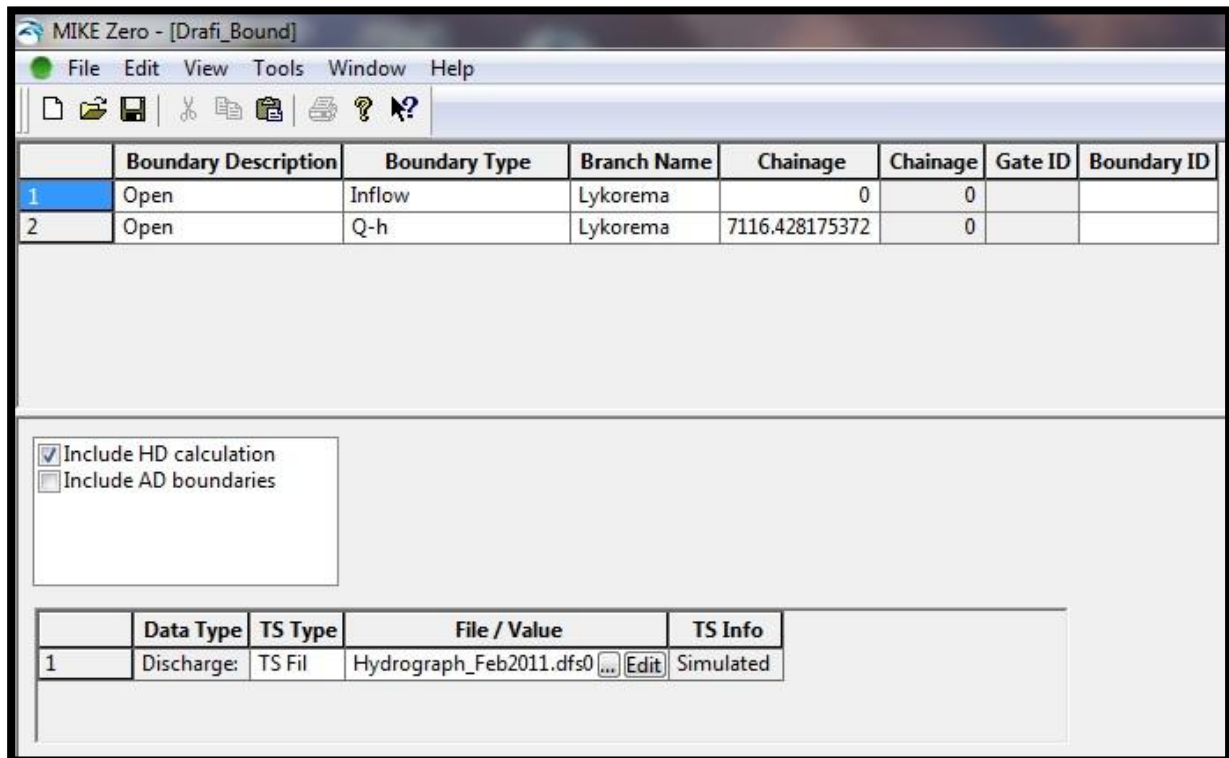 MIKE Zero - [Drafi_Bound]
File Edit View Tools Window Help
Boundary Description Boundary Type Branch Name Chainage Chainage Gate ID Boundary ID
1 Open Inflow Lykorema 0 0
2 Open Q-h Lykorema 7116.428175372 0
Include HD calculation
Include AD boundaries
Data Type TS Type File / Value TS Info
1 Discharge: TS Fil Hydrograph_Feb2011.dfs0 ... Edit Simulated